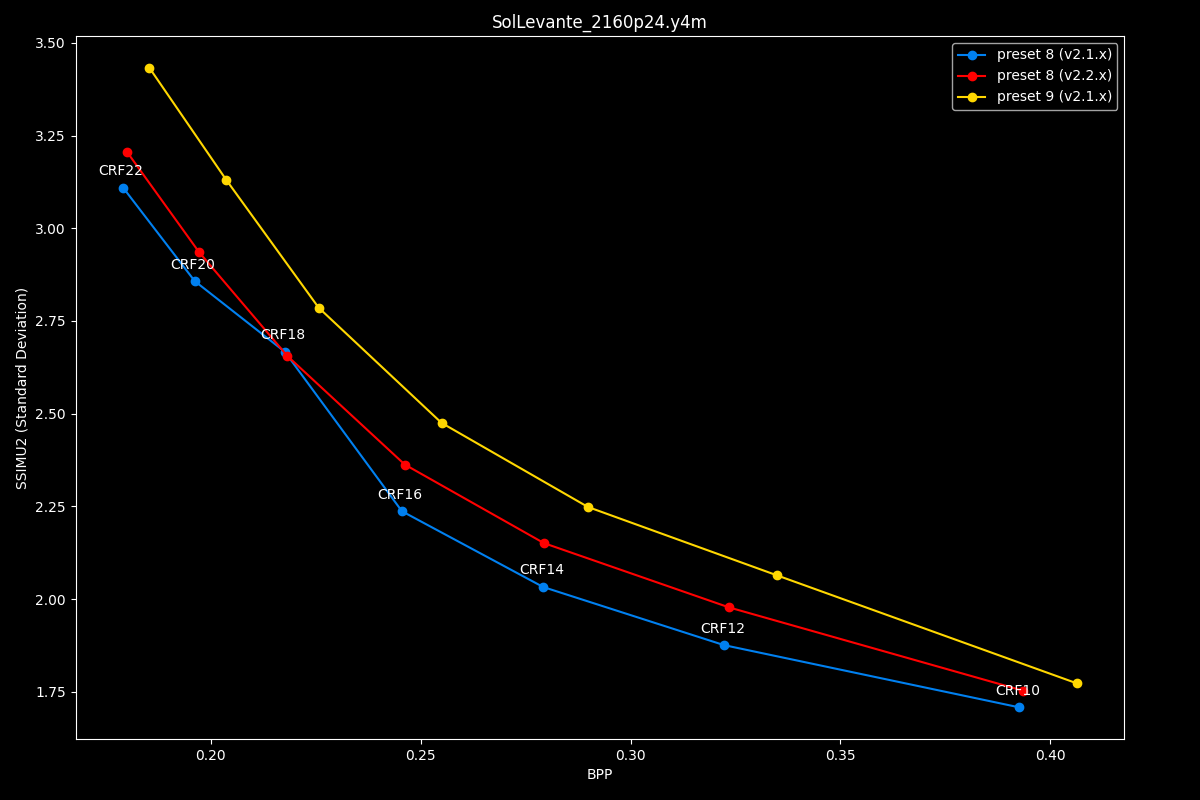 SolLevante_2160p24.y4m
preset 8 (v2.1.x)
preset 8 (v2.2.x)
preset 9 (v2.1.x)
SSIMU2 (Standard Deviation)
3.50
3.25
3.00
2.75
2.50
2.25
2.00
1.75
CRF22
CRF20
CRF18
CRF16
CRF14
CRF12
CRF10
0.20
0.25
0.30
0.35
0.40
BPP